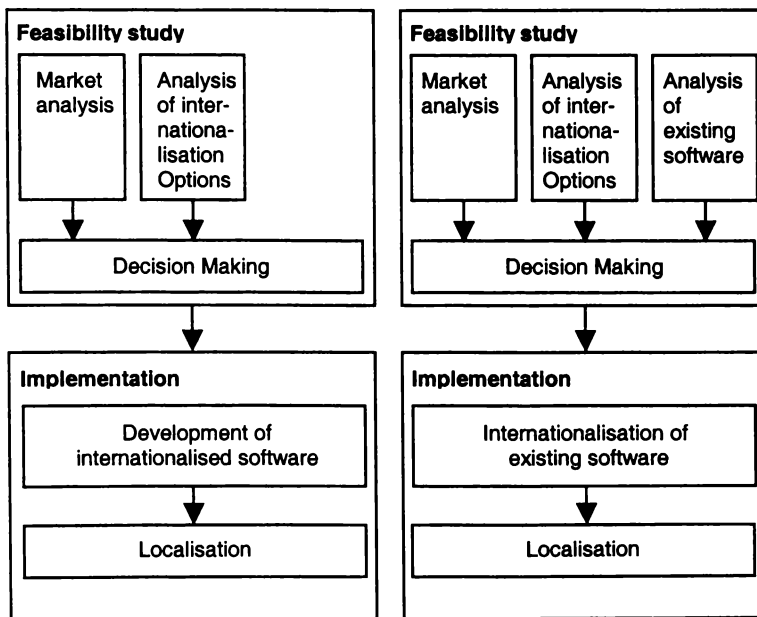 Feasibility study
Market
analysis
Analysis
of inter-
nationa-
lisation
Options
Decision Making
Implementation
Development of
internationalised software
Localisation
Feasibility study
Market
analysis
Analysis
of inter-
nationa-
lisation
Options
Analysis
of
existing
software
Decision Making
Implementation
Internationalisation of
existing software
Localisation